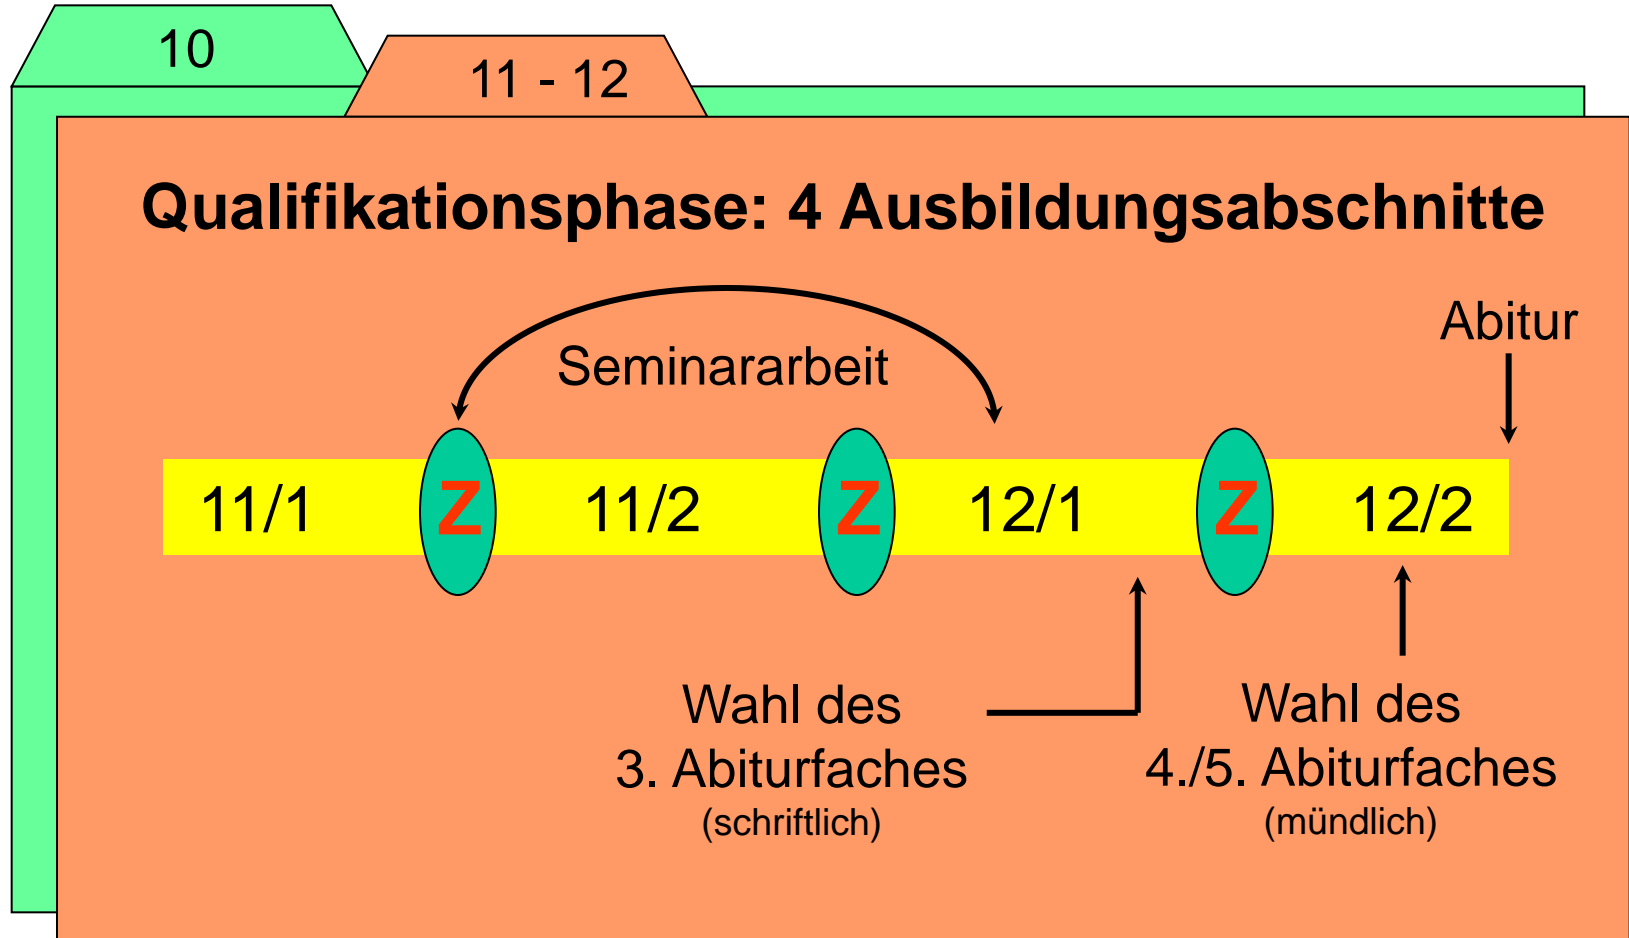 10
11 - 12
Qualifikationsphase: 4 Ausbildungsabschnitte
Abitur
Seminararbeit
11/1 Z 11/2 Z 12/1 Z 12/2
Wahl des
3. Abiturfaches
(schriftlich)
Wahl des
4./5. Abiturfaches
(mündlich)